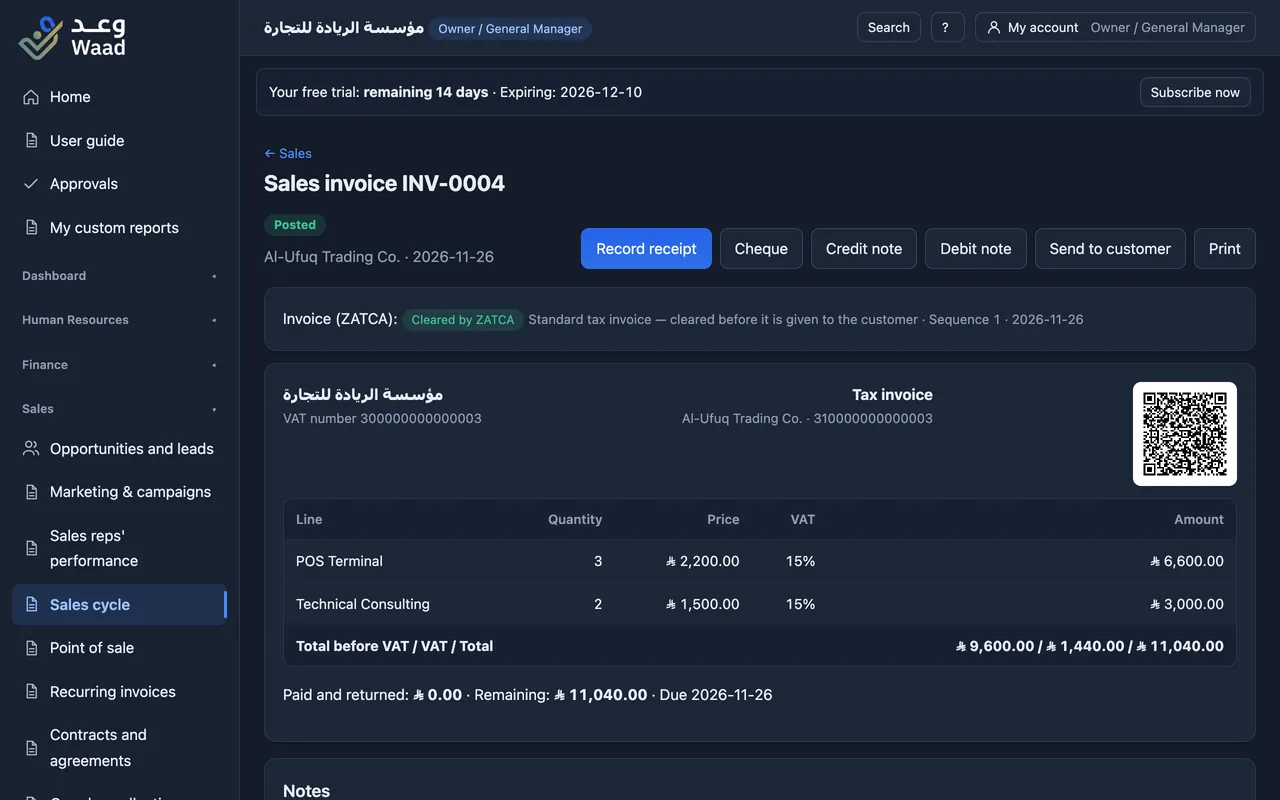 وعد
Waad
Home
User guide
Approvals
My custom reports
Dashboard
Human Resources
Finance
Sales
Opportunities and leads
Marketing & campaigns
Sales reps'
performance
Sales cycle
Point of sale
Recurring invoices
Contracts and
agreements
مؤسسة الريادة للتجارة
Owner / General Manager
Search
?
My account Owner / General Manager
Your free trial: remaining 14 days · Expiring: 2026-12-10
Subscribe now
← Sales
Sales invoice INV-0004
Posted
Al-Ufuq Trading Co. · 2026-11-26
Record receipt
Cheque
Credit note
Debit note
Send to customer
Print
Invoice (ZATCA): Cleared by ZATCA Standard tax invoice — cleared before it is given to the customer · Sequence 1 · 2026-11-26
مؤسسة الريادة للتجارة
VAT number 300000000000003
Tax invoice
Al-Ufuq Trading Co. · 310000000000003
Line Quantity Price VAT Amount
POS Terminal 3 ⃁ 2,200.00 15% ⃁ 6,600.00
Technical Consulting 2 ⃁ 1,500.00 15% ⃁ 3,000.00
Total before VAT / VAT / Total ⃁ 9,600.00 / ⃁ 1,440.00 / ⃁ 11,040.00
Paid and returned: ⃁ 0.00 · Remaining: ⃁ 11,040.00 · Due 2026-11-26
Notes